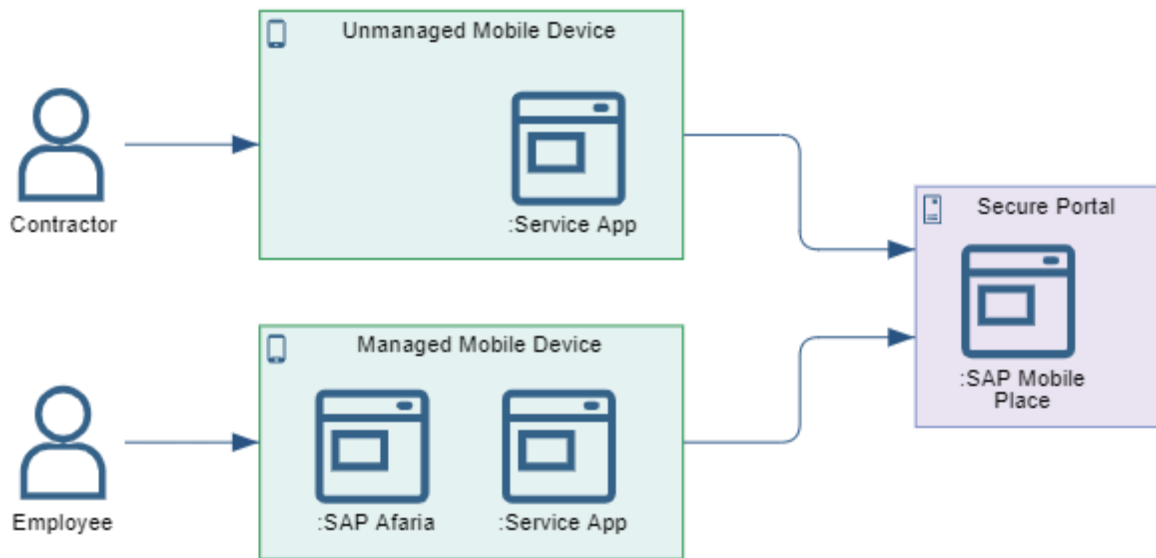 Unmanaged Mobile Device
:Service App
Contractor
Secure Portal
:SAP Mobile
Place
Managed Mobile Device
:SAP Afaria
:Service App
Employee